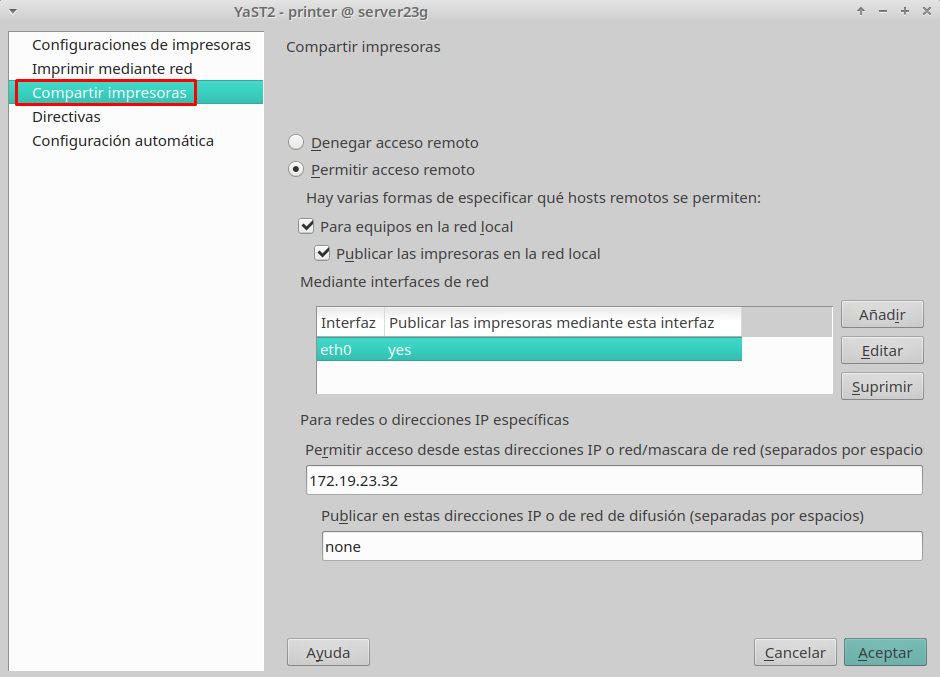 YaST2 - printer @ server23g
Configuraciones de impresoras
Imprimir mediante red
Compartir impresoras
Directivas
Configuración automática
Compartir impresoras
Denegar acceso remoto
Permitir acceso remoto
Hay varias formas de especificar qué hosts remotos se permiten:
Para equipos en la red local
Publicar las impresoras en la red local
Mediante interfaces de red
Interfaz Publicar las impresoras mediante esta interfaz
eth0 yes
Añadir
Editar
Suprimir
Para redes o direcciones IP específicas
Permitir acceso desde estas direcciones IP o red/mascara de red (separados por espacio
172.19.23.32
Publicar en estas direcciones IP o de red de difusión (separadas por espacios)
none
Ayuda Cancelar Aceptar